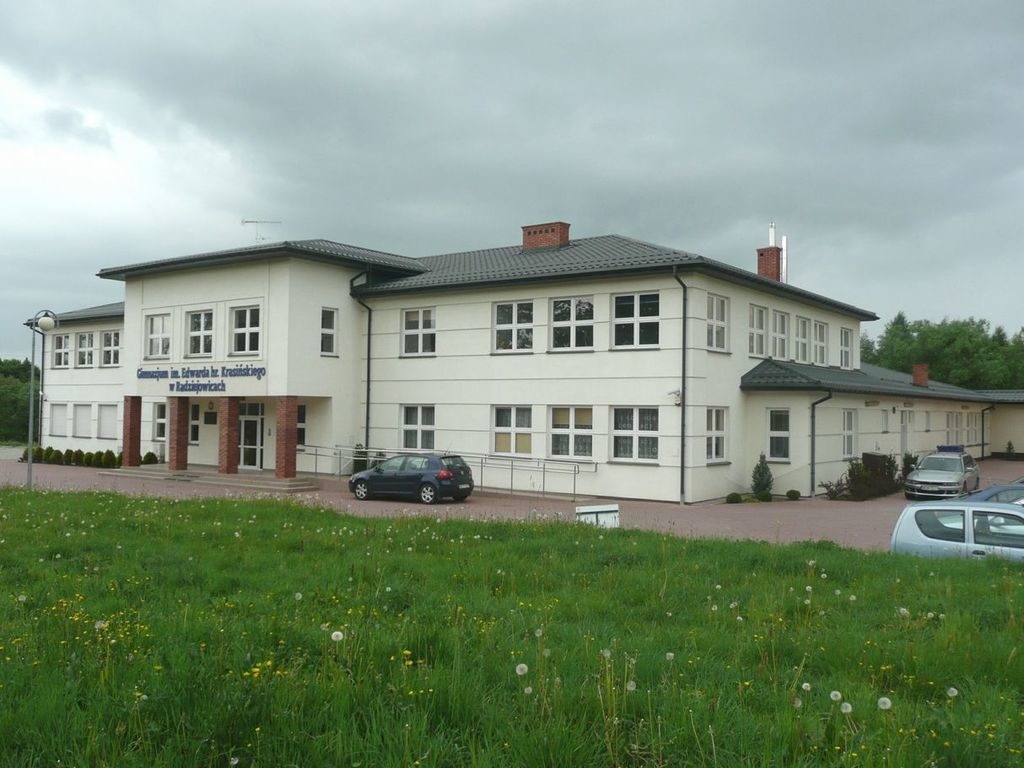 Gimnazjum im. Edwarda hr. Krasińskiego
w Radziejowicach